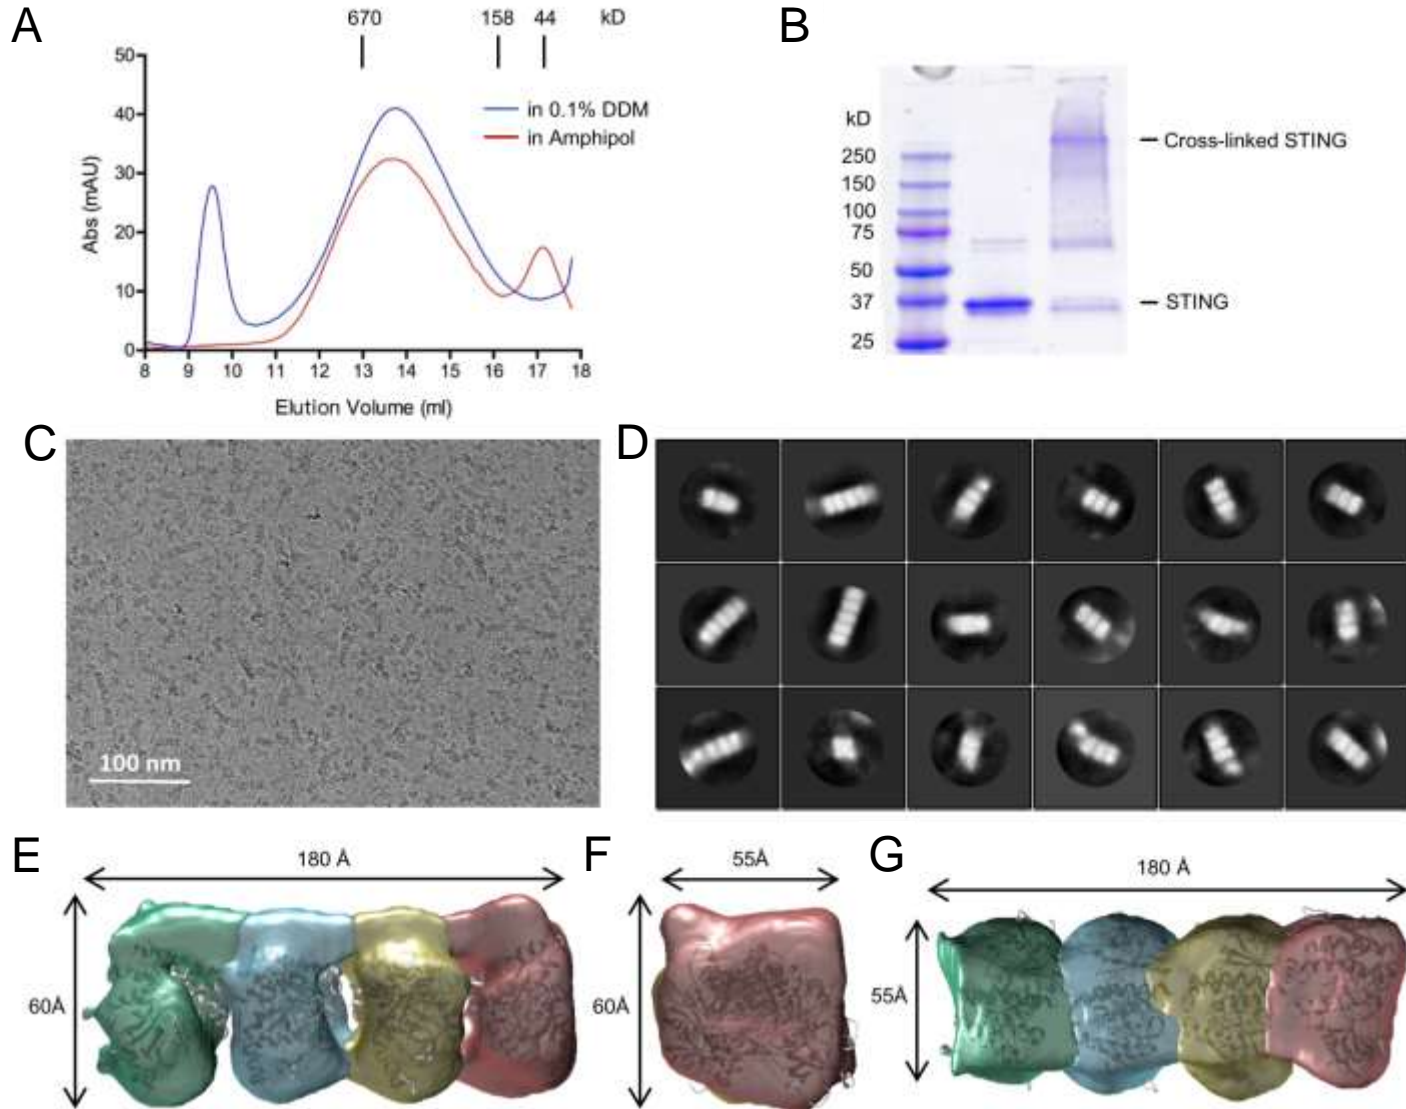 A
670 158 44 kD
50
40
30
20
10
0
Abs (mAU)
in 0.1% DDM
in Amphipol
8 9 10 11 12 13 14 15 16 17 18
Elution Volume (ml)
B
kD
250
150
100
75
50
37
25
Cross-linked STING
STING
C
100 nm
D
E
180 Å
60Å
F
55Å
60Å
G
180 Å
55Å